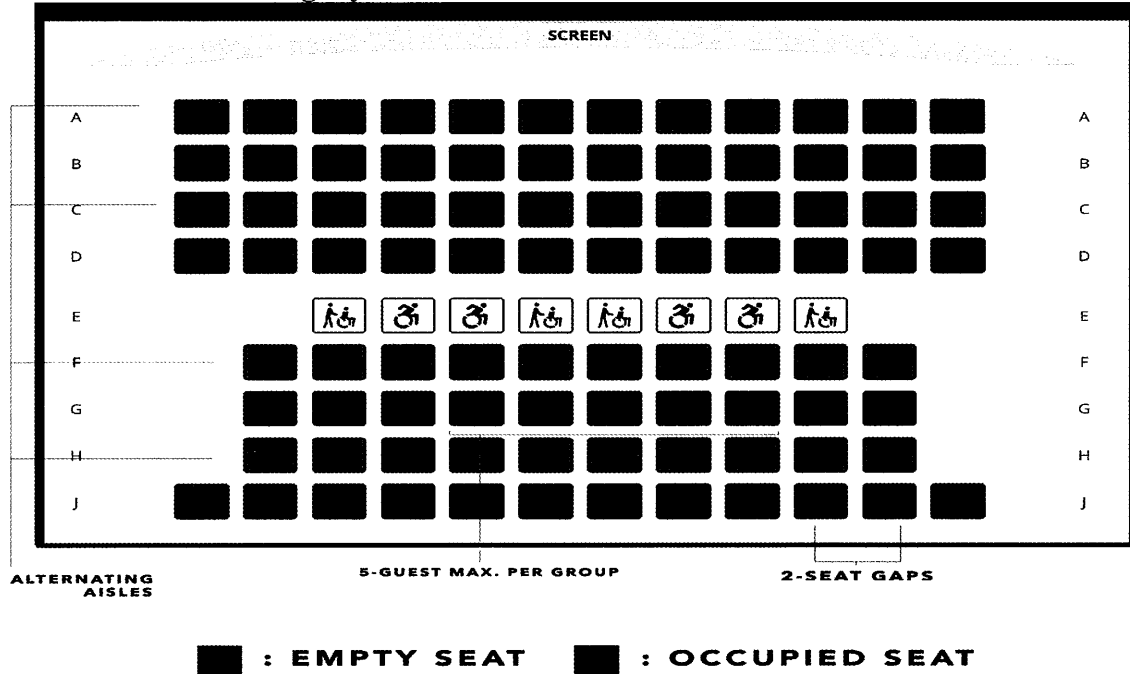 SCREEN
A A
B B
C C
D D
E E
F F
G G
H H
J J
ALTERNATING
AISLES
5-GUEST MAX. PER GROUP
2-SEAT GAPS
: EMPTY SEAT : OCCUPIED SEAT